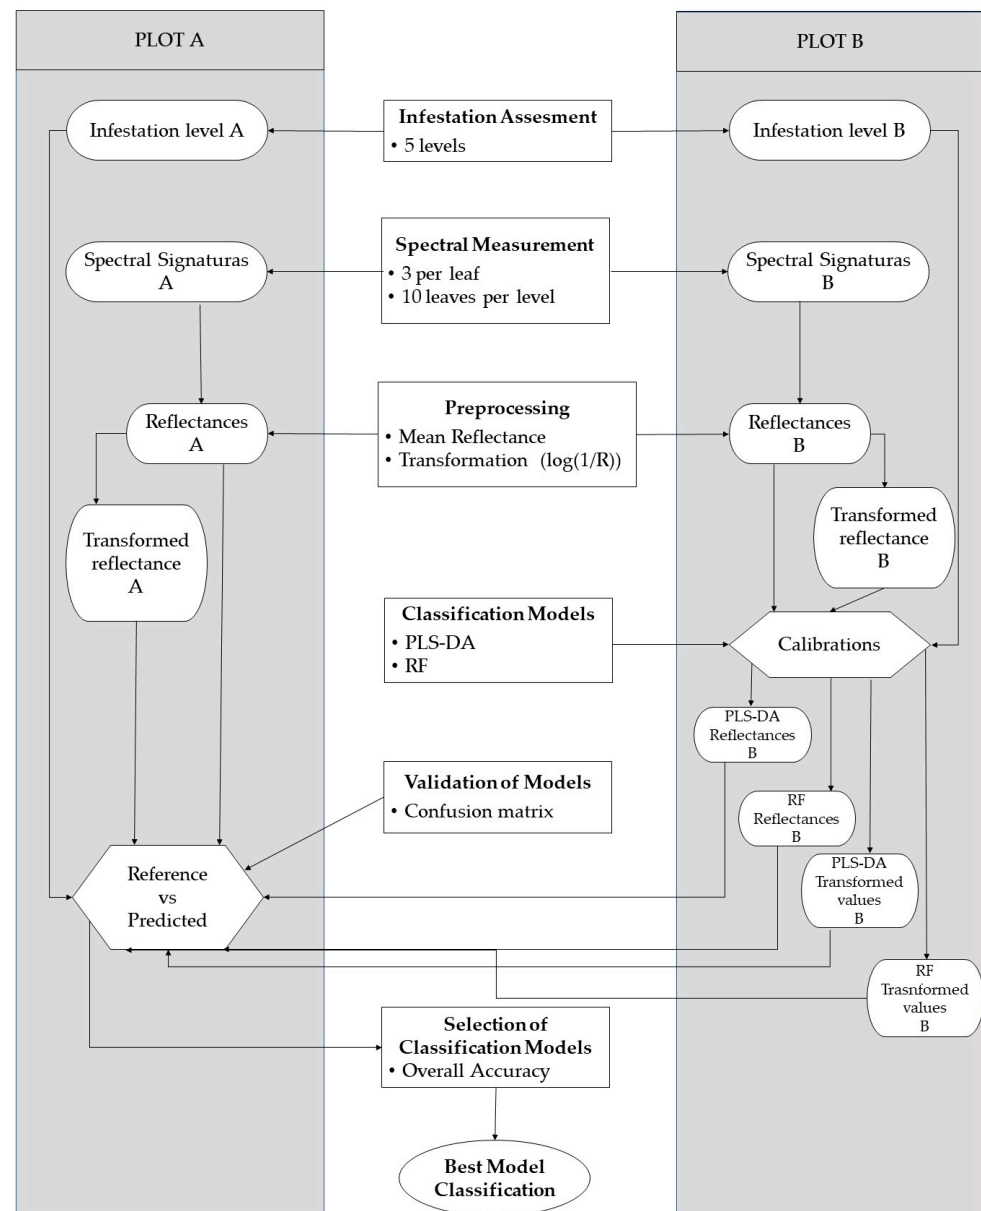 PLOT A
PLOT B
Infestation level A
Infestation Assesment
• 5 levels
Infestation level B
Spectral Signaturas
A
Spectral Measurement
• 3 per leaf
• 10 leaves per level
Spectral Signaturas
B
Reflectances
A
Preprocessing
• Mean Reflectance
• Transformation (log(1/R))
Reflectances
B
Transformed
reflectance
A
Transformed
reflectance
B
Classification Models
• PLS-DA
• RF
Calibrations
PLS-DA
Reflectances
B
Validation of Models
• Confusion matrix
RF
Reflectances
B
Reference
vs
Predicted
PLS-DA
Transformed
values
B
RF
Trasnformed
values
B
Selection of
Classification Models
• Overall Accuracy
Best Model
Classification